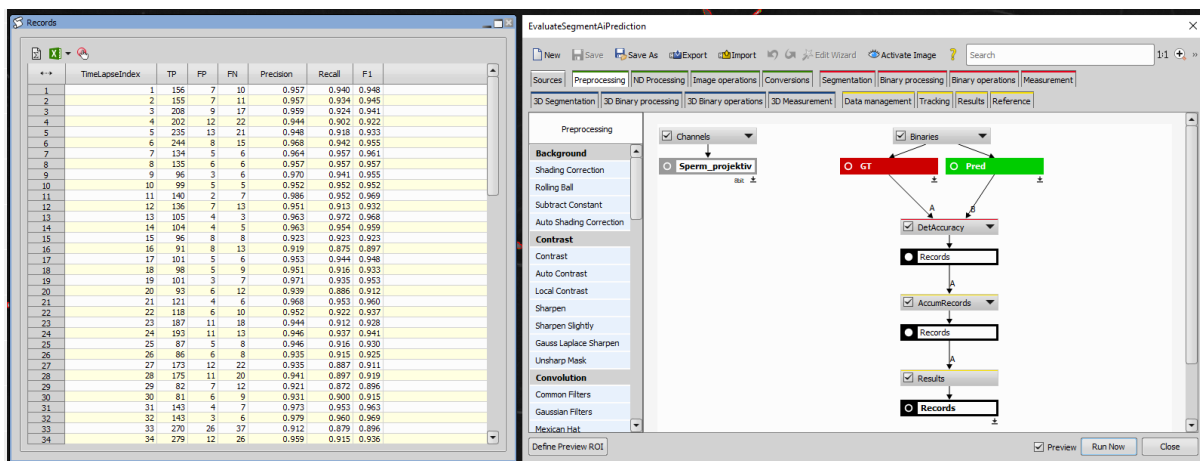 Records
TimeLapseIndex TP FP FN Precision Recall F1
1 1 156 7 10 0.957 0.940 0.948
2 2 155 7 11 0.957 0.934 0.945
3 3 208 9 17 0.959 0.924 0.941
4 4 202 12 22 0.944 0.902 0.922
5 5 235 13 21 0.948 0.918 0.933
6 6 244 8 15 0.968 0.942 0.955
7 7 134 5 6 0.964 0.957 0.961
8 8 135 6 6 0.957 0.957 0.957
9 9 96 3 6 0.970 0.941 0.955
10 10 99 5 5 0.952 0.952 0.952
11 11 140 2 7 0.986 0.952 0.969
12 12 136 7 13 0.951 0.913 0.932
13 13 105 4 3 0.963 0.972 0.968
14 14 104 4 5 0.963 0.954 0.959
15 15 96 8 8 0.923 0.923 0.923
16 16 91 8 13 0.919 0.875 0.897
17 17 101 5 6 0.953 0.944 0.948
18 18 98 5 9 0.951 0.916 0.933
19 19 101 3 7 0.971 0.935 0.953
20 20 93 6 12 0.939 0.886 0.912
21 21 121 4 6 0.968 0.953 0.960
22 22 118 6 10 0.952 0.922 0.937
23 23 187 11 18 0.944 0.912 0.928
24 24 193 11 13 0.946 0.937 0.941
25 25 87 5 8 0.946 0.916 0.930
26 26 86 6 8 0.935 0.915 0.925
27 27 173 12 22 0.935 0.887 0.911
28 28 175 11 20 0.941 0.897 0.919
29 29 82 7 12 0.921 0.872 0.896
30 30 81 6 9 0.931 0.900 0.915
31 31 143 4 7 0.973 0.953 0.963
32 32 143 3 6 0.979 0.960 0.969
33 33 270 26 37 0.912 0.879 0.896
34 34 279 12 26 0.959 0.915 0.936
EvaluateSegmentAiPrediction
New Save Save As Export Import Edit Wizard Activate Image Search 1:1
Sources Preprocessing ND Processing Image operations Conversions Segmentation Binary processing Binary operations Measurement
3D Segmentation 3D Binary processing 3D Binary operations 3D Measurement Data management Tracking Results Reference
Preprocessing
Background
Shading Correction
Rolling Ball
Subtract Constant
Auto Shading Correction
Contrast
Contrast
Auto Contrast
Local Contrast
Sharpen
Sharpen Slightly
Gauss Laplace Sharpen
Unsharp Mask
Convolution
Common Filters
Gaussian Filters
Mexican Hat
Channels
Sperm_projektiv
8bit
Binaries
GT
Pred
A B
DetAccuracy
Records
A
AccumRecords
Records
A
Results
Records
Define Preview ROI
Preview Run Now Close